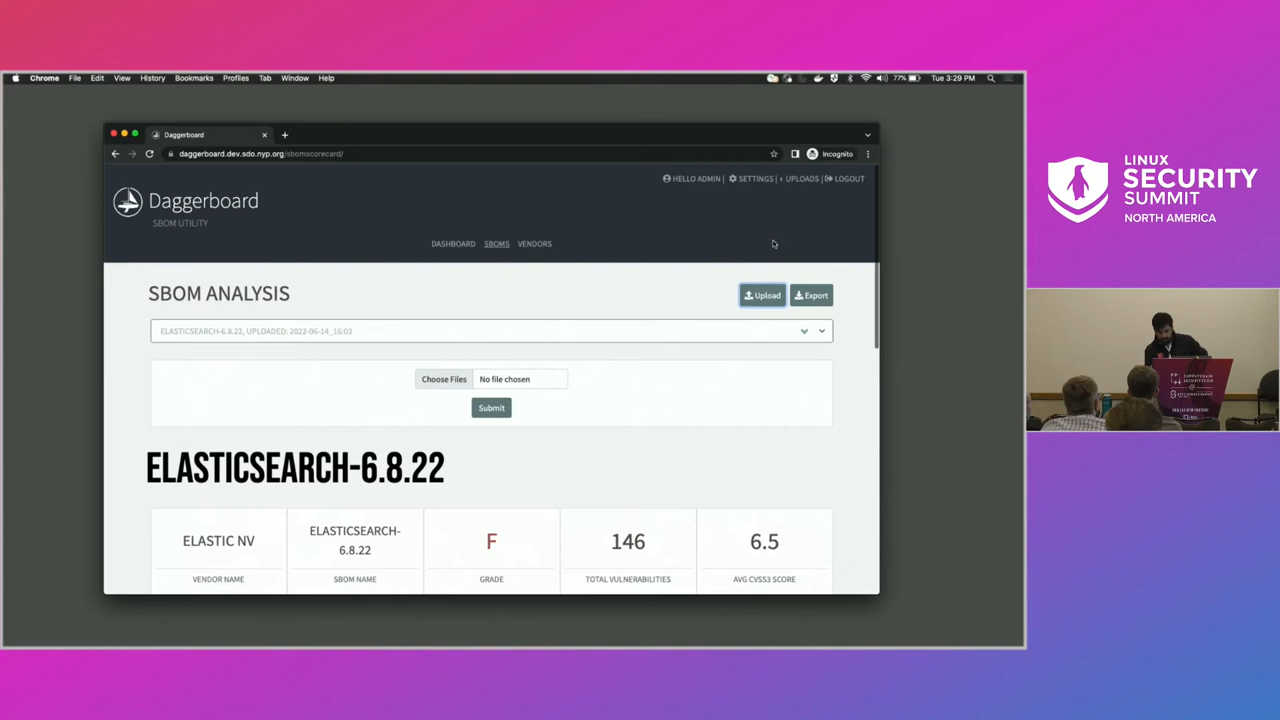 Chrome File Edit View History Bookmarks Profiles Tab Window Help
77% Tue 3:29 PM
Daggerboard
daggerboard.dev.sdo.nyp.org/sbomscorecard/
Incognito
HELLO ADMIN | SETTINGS | UPLOADS | LOGOUT
Daggerboard
SBOM UTILITY
DASHBOARD SBOMS VENDORS
SBOM ANALYSIS
Upload Export
ELASTICSEARCH-6.8.22, UPLOADED: 2022-06-14_16:03
Choose Files No file chosen
Submit
ELASTICSEARCH-6.8.22
ELASTIC NV
VENDOR NAME
ELASTICSEARCH-
6.8.22
SBOM NAME
F
GRADE
146
TOTAL VULNERABILITIES
6.5
AVG CVSS3 SCORE
LINUX
SECURITY
SUMMIT
NORTH AMERICA
SUPPLYCHAIN
SECURITYCON